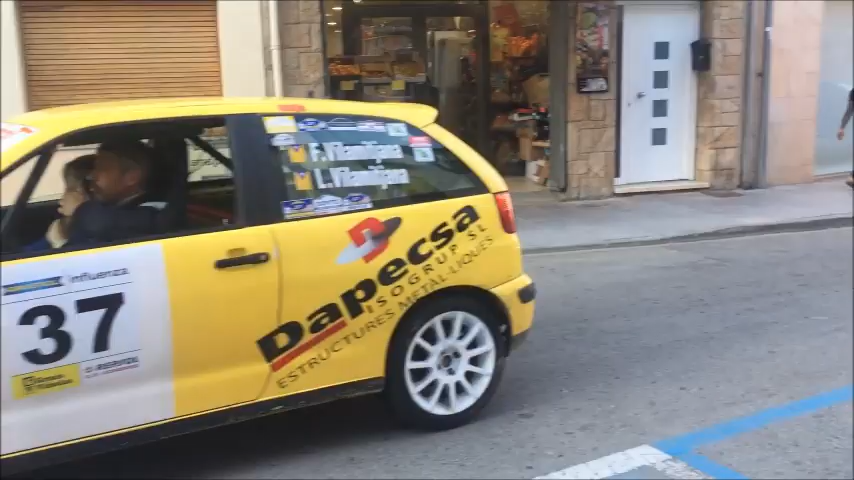 F. Vilamitjana
L. Vilamitjana
Dapecsa
ISOGRUP SL
ESTRUCTURES METAL·LIQUES
influenza
37